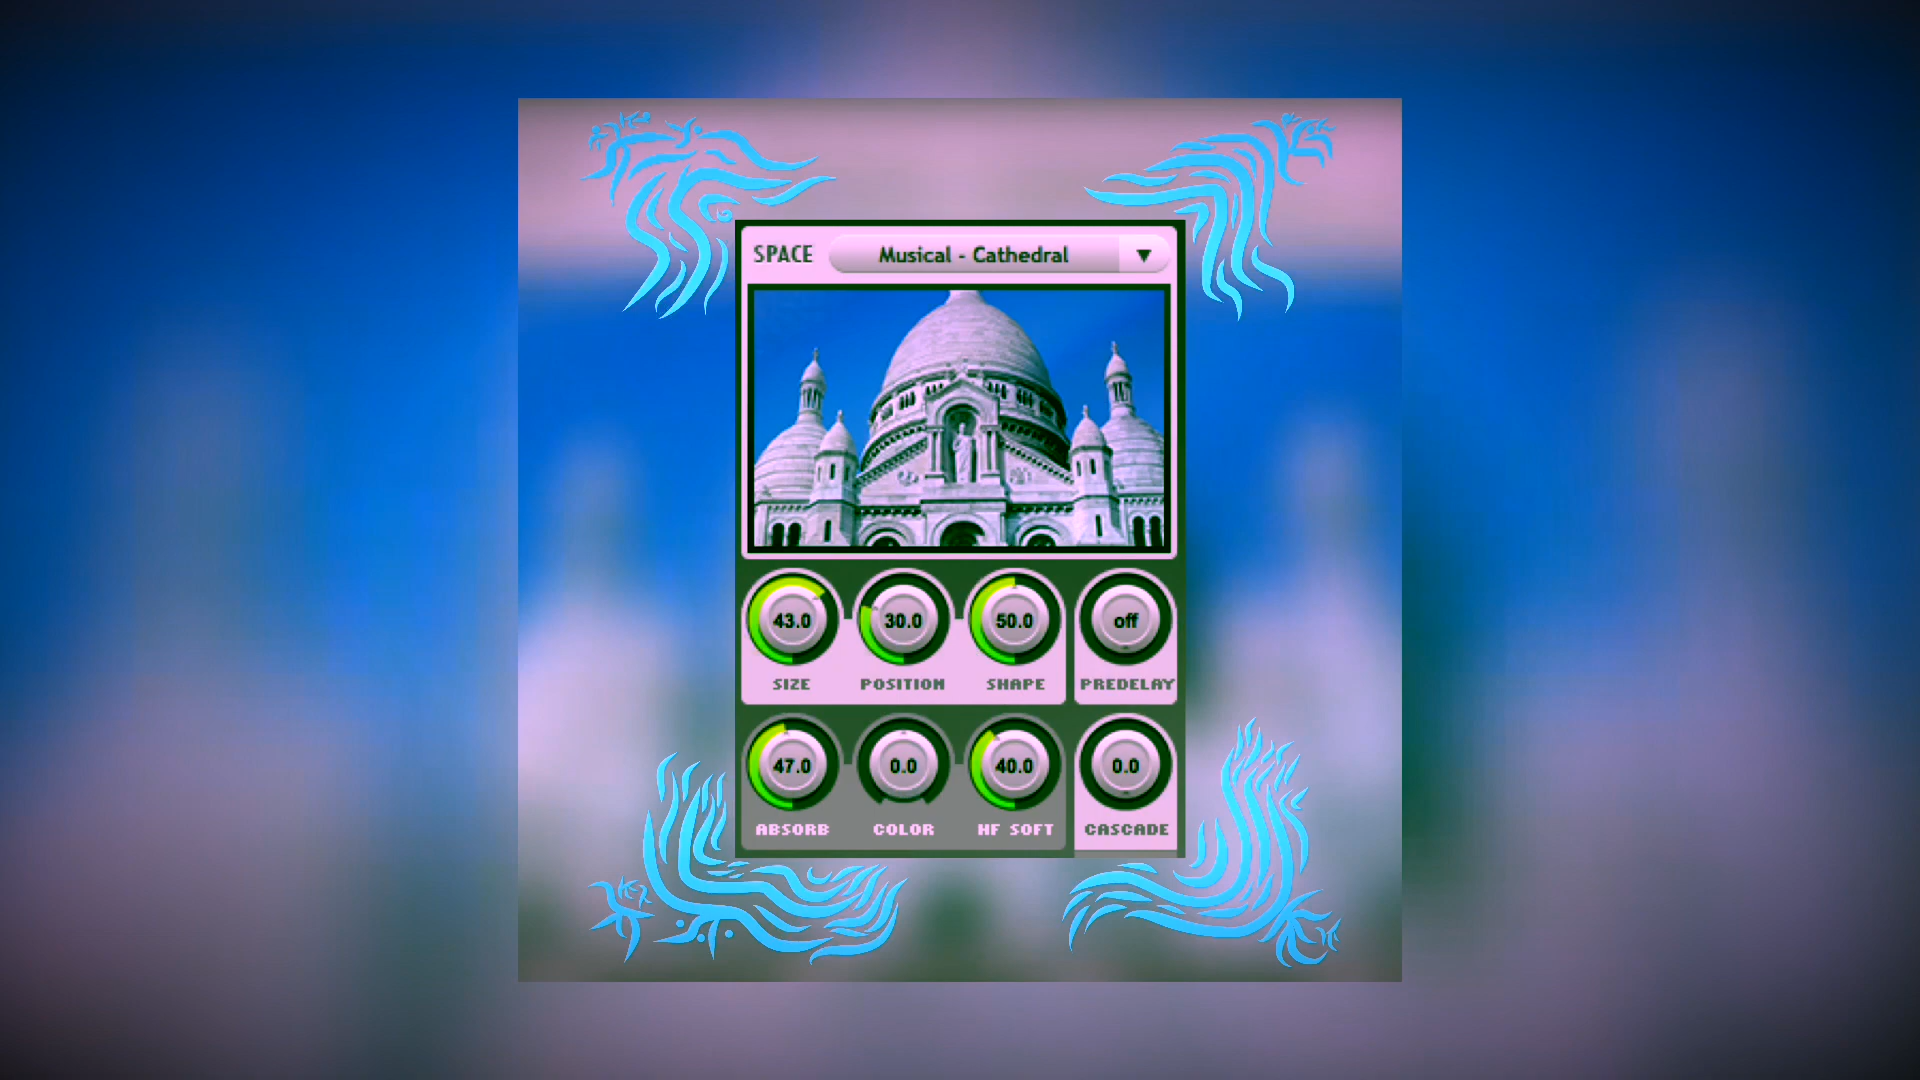 SPACE Musical - Cathedral
43.0 30.0 50.0 off
SIZE POSITION SHAPE PREDELAY
47.0 0.0 40.0 0.0
ABSORB COLOR HF SOFT CASCADE